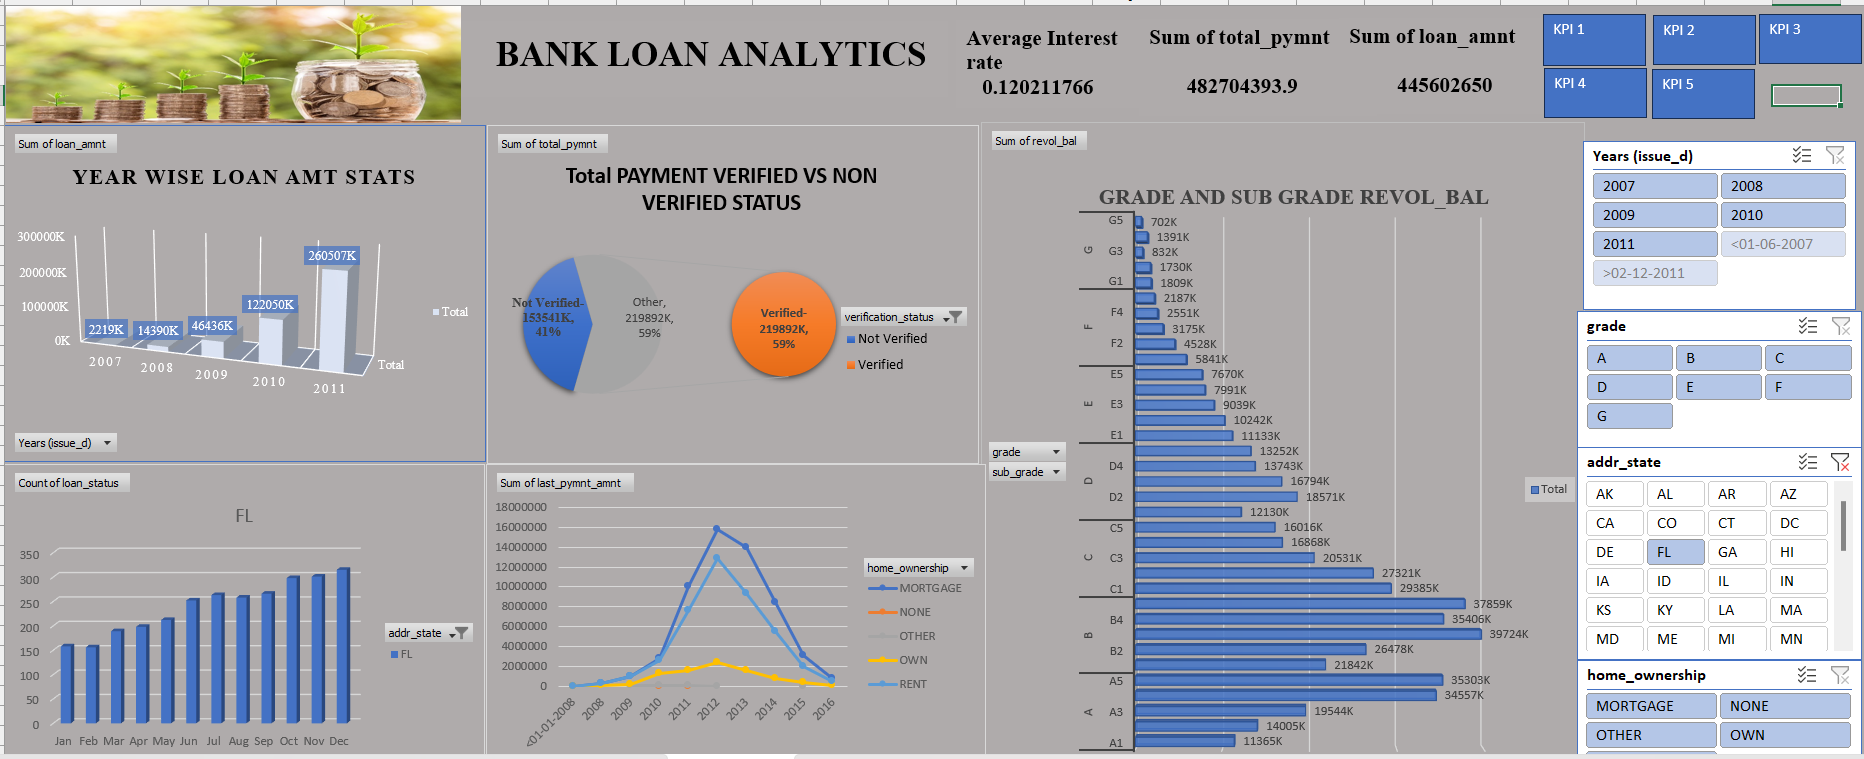 BANK LOAN ANALYTICS
Average Interest
rate
0.120211766
Sum of total_pymnt
482704393.9
Sum of loan_amnt
445602650
KPI 1
KPI 2
KPI 3
KPI 4
KPI 5
Sum of loan_amnt
YEAR WISE LOAN AMT STATS
300000K
200000K
100000K
0K
2219K
14390K
46436K
122050K
260507K
2007
2008
2009
2010
2011
Total
Total
Years (issue_d)
Sum of total_pymnt
Total PAYMENT VERIFIED VS NON
VERIFIED STATUS
Not Verified-
153541K,
41%
Other,
219892K,
59%
Verified-
219892K,
59%
verification_status
Not Verified
Verified
Sum of revol_bal
GRADE AND SUB GRADE REVOL_BAL
G
G5 702K
1391K
G3 832K
1730K
G1 1809K
F
2187K
F4 2551K
3175K
F2 4528K
5841K
E
E5 7670K
7991K
E3 9039K
10242K
E1 11133K
D
13252K
D4 13743K
16794K
D2 18571K
12130K
C
C5 16016K
16868K
C3 20531K
27321K
C1 29385K
B
37859K
B4 35406K
39724K
B2 26478K
21842K
A
A5 35303K
34557K
A3 19544K
14005K
A1 11365K
grade
sub_grade
Total
Count of loan_status
FL
350
300
250
200
150
100
50
0
Jan Feb Mar Apr May Jun Jul Aug Sep Oct Nov Dec
addr_state
FL
Sum of last_pymnt_amnt
18000000
16000000
14000000
12000000
10000000
8000000
6000000
4000000
2000000
0
<01-01-2008 2008 2009 2010 2011 2012 2013 2014 2015 2016
home_ownership
MORTGAGE
NONE
OTHER
OWN
RENT
Years (issue_d)
2007 2008
2009 2010
2011 <01-06-2007
>02-12-2011
grade
A B C
D E F
G
addr_state
AK AL AR AZ
CA CO CT DC
DE FL GA HI
IA ID IL IN
KS KY LA MA
MD ME MI MN
home_ownership
MORTGAGE NONE
OTHER OWN